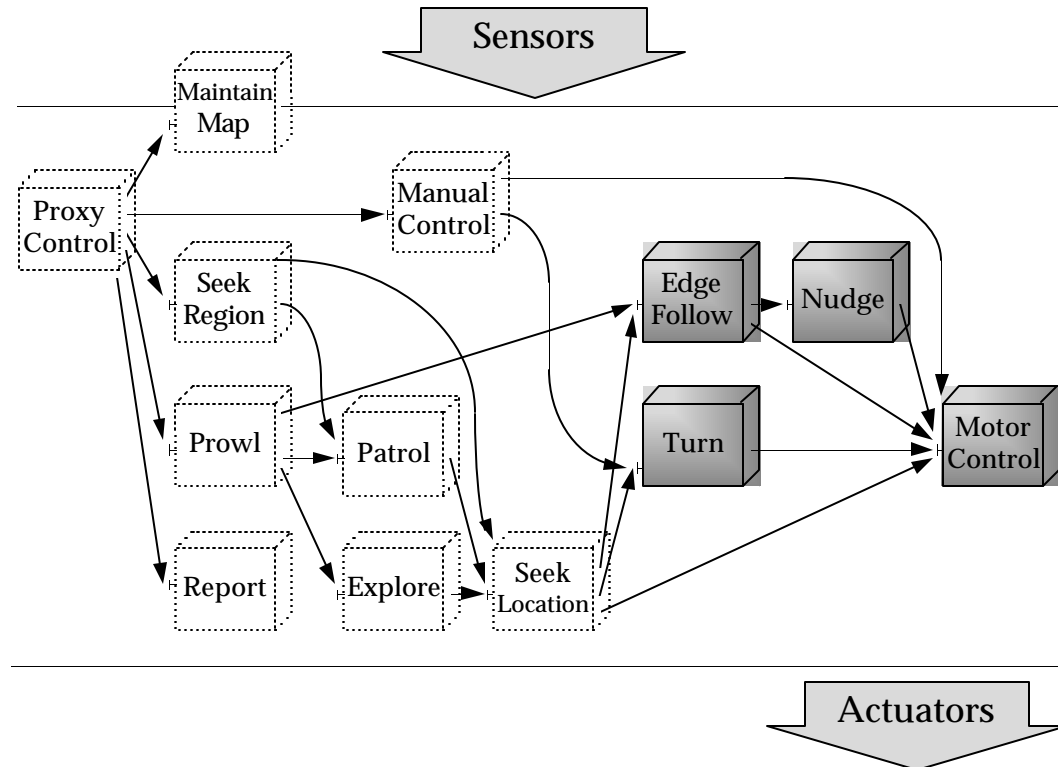 Sensors
Maintain
Map
Proxy
Control
Manual
Control
Seek
Region
Edge
Follow
Nudge
Prowl
Patrol
Turn
Motor
Control
Report
Explore
Seek
Location
Actuators